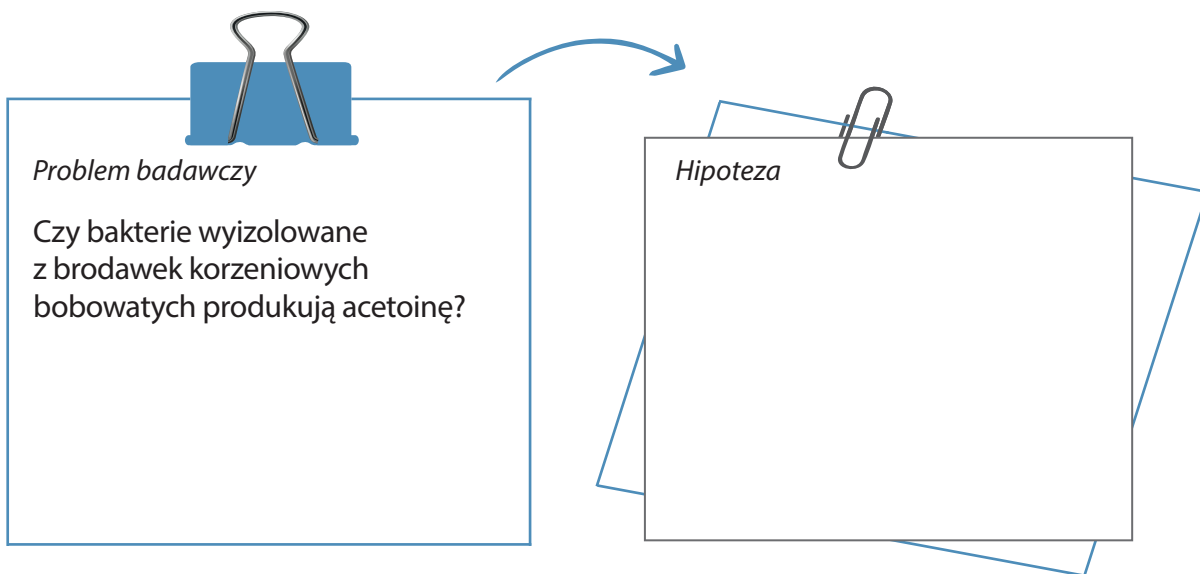 Problem badawczy
Czy bakterie wyizolowane
z brodawek korzeniowych
bobowatych produkują acetoinę?
Hipoteza